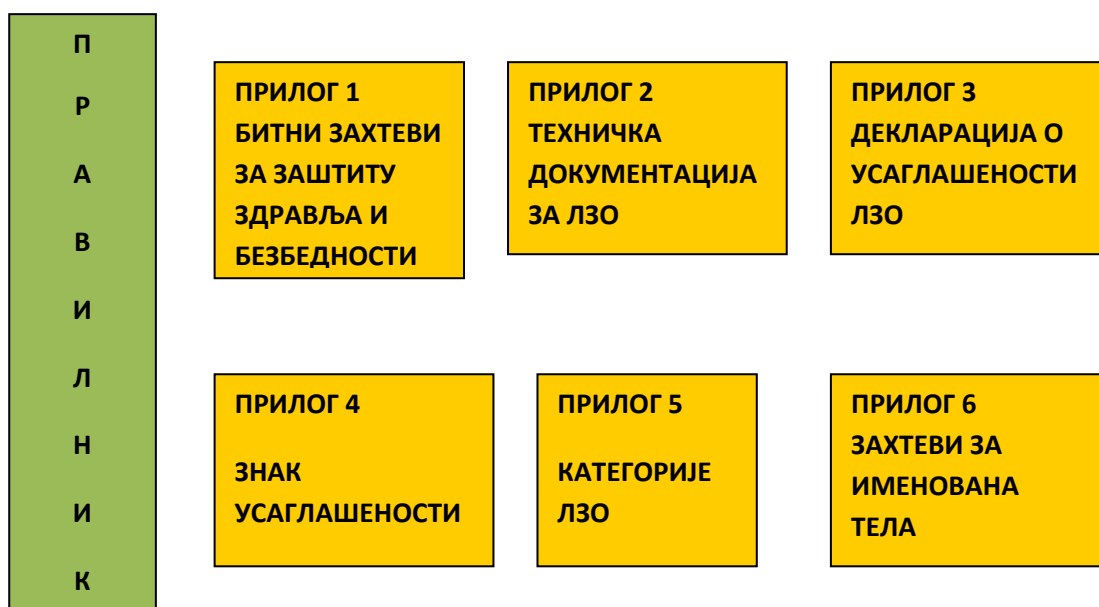 П
Р
А
В
И
Л
Н
И
К
ПРИЛОГ 1
БИТНИ ЗАХТЕВИ
ЗА ЗАШТИТУ
ЗДРАВЉА И
БЕЗБЕДНОСТИ
ПРИЛОГ 2
ТЕХНИЧКА
ДОКУМЕНТАЦИЈА
ЗА ЛЗО
ПРИЛОГ 3
ДЕКЛАРАЦИЈА О
УСАГЛАШЕНОСТИ
ЛЗО
ПРИЛОГ 4
ЗНАК
УСАГЛАШЕНОСТИ
ПРИЛОГ 5
КАТЕГОРИЈЕ
ЛЗО
ПРИЛОГ 6
ЗАХТЕВИ ЗА
ИМЕНОВАНА
ТЕЛА